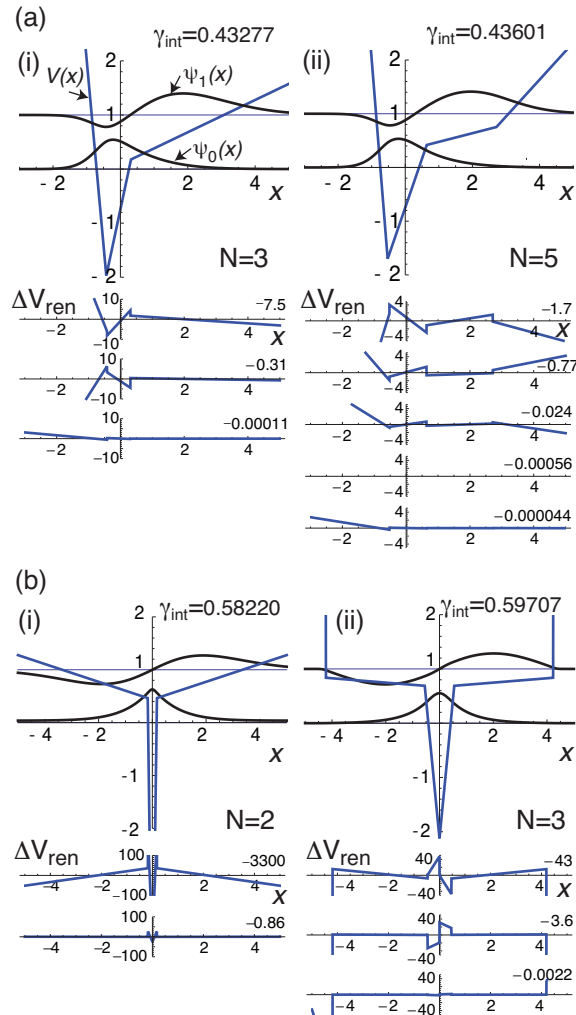 (a)
γint=0.43277
γint=0.43601
(i)
(ii)
V(x)
ψ1(x)
ψ0(x)
2
1
-1
-2
-2 2 4 x
N=3
2
1
-1
2
-2 2 4 x
N=5
ΔVren
10
-10
-2 2 4 x
-7.5
10
-10
-2 2 4
-0.31
10
-10
-2 2 4
-0.00011
ΔVren
4
-4
-2 2 4 x
-1.7
4
-4
-2 2 4
-0.77
4
-4
-2 2 4
-0.024
4
-4
-2 2 4
-0.00056
4
-4
-2 2 4
-0.000044
(b)
γint=0.58220
γint=0.59707
(i)
(ii)
2
1
-1
-2
-4 -2 2 4 x
N=2
2
1
-1
-2
-4 -2 2 4 x
N=3
ΔVren
100
-100
-4 -2 2 4
-3300
100
-100
-4 -2 2 4
-0.86
ΔVren
40
-40
-4 -2 2 4
-43
40
-40
-4 -2 2 4
-3.6
40
-40
-4 -2 2 4
-0.0022